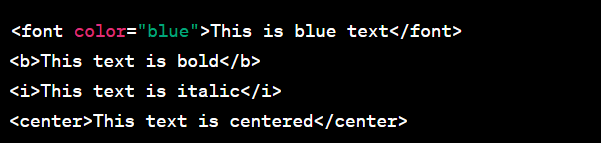 <font color="blue">This is blue text</font>
<b>This text is bold</b>
<i>This text is italic</i>
<center>This text is centered</center>